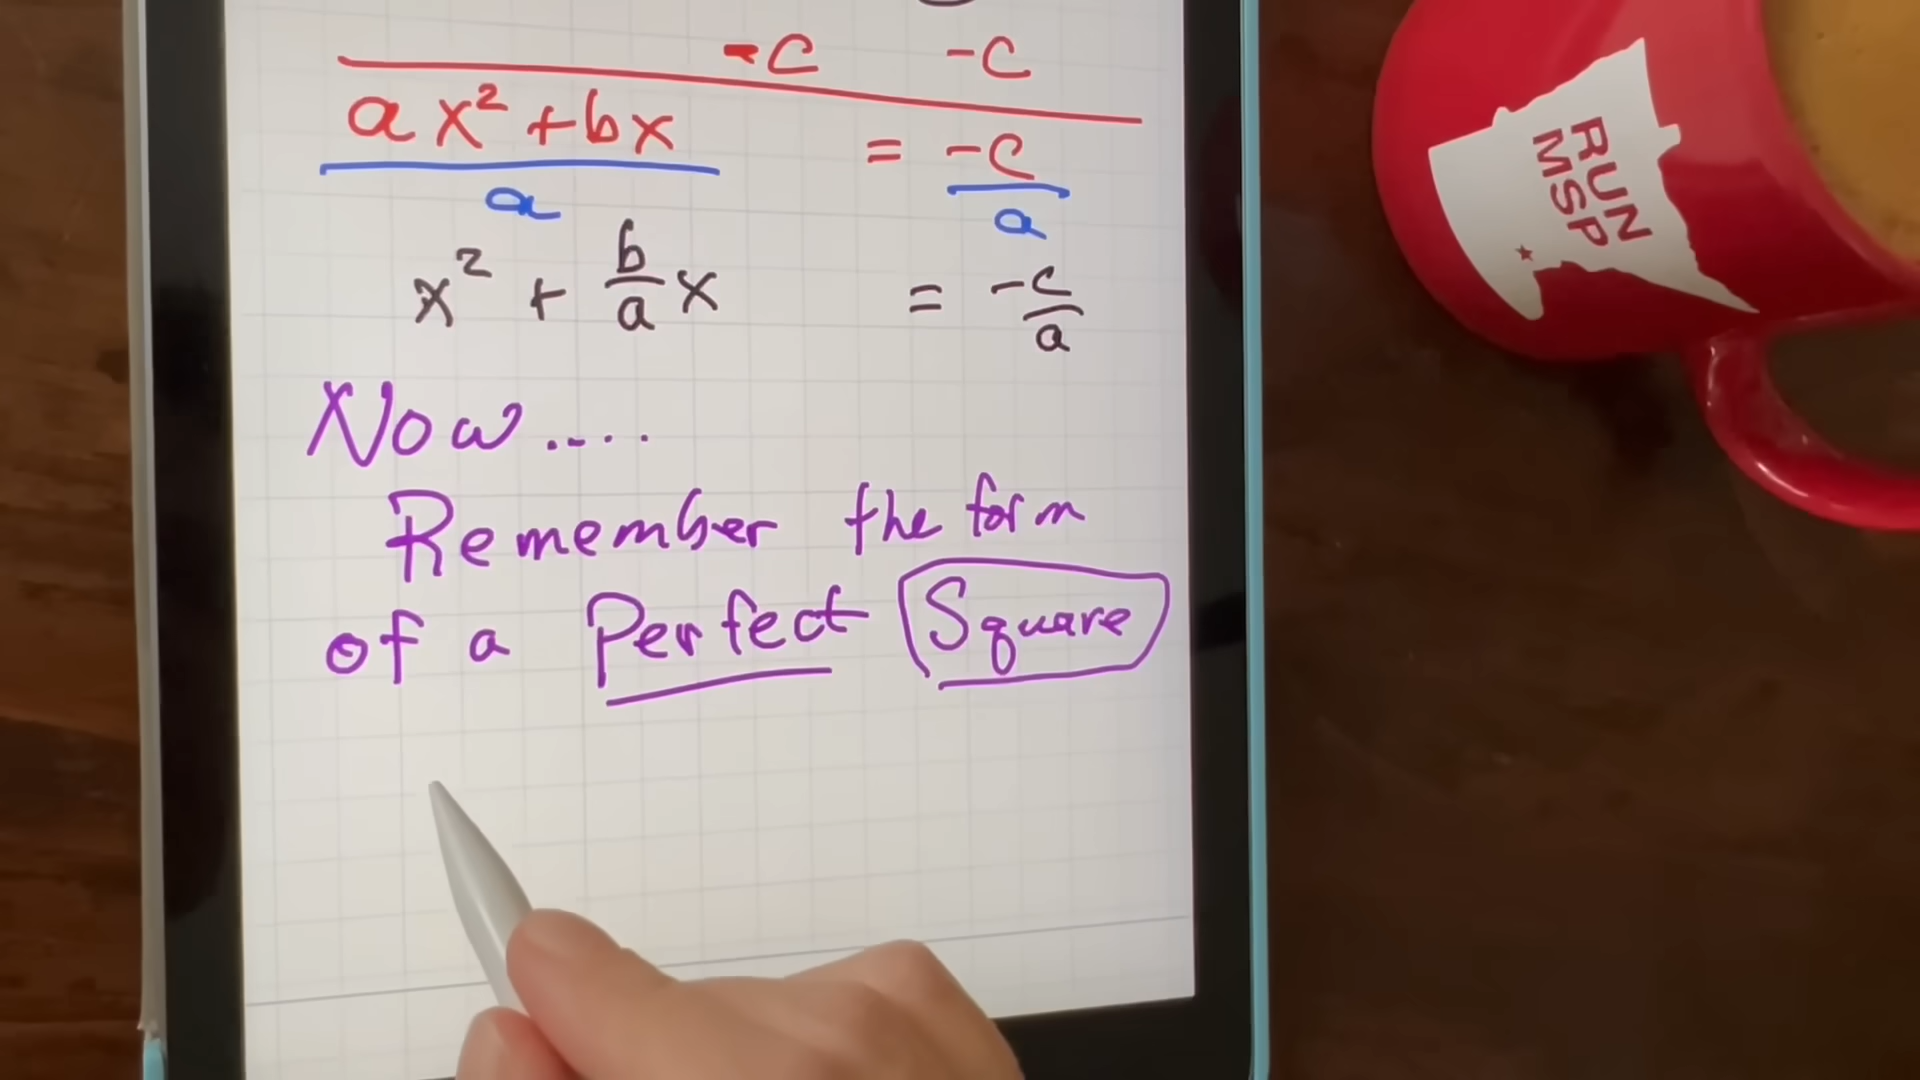 -c -c
ax² + bx = -c
a a
x² + b/a x = -c/a
Now.....
Remember the form
of a Perfect Square
RUN
MSP